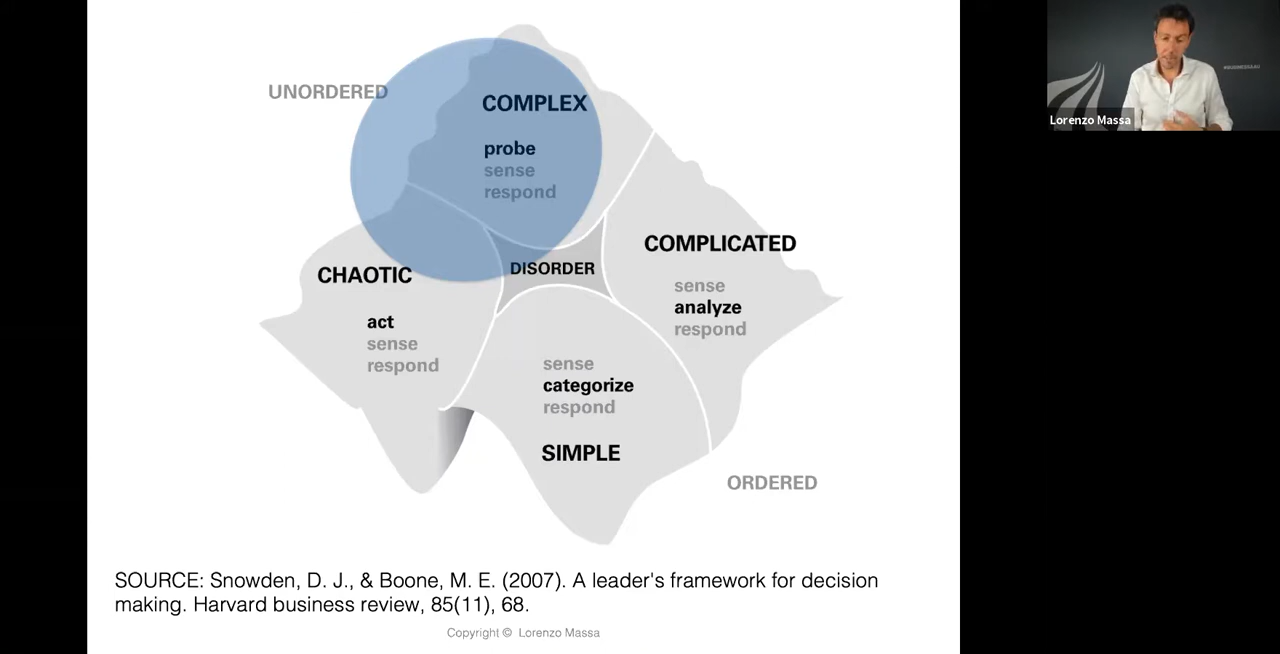 UNORDERED
COMPLEX
probe
sense
respond
COMPLICATED
sense
analyze
respond
DISORDER
CHAOTIC
act
sense
respond
sense
categorize
respond
SIMPLE
ORDERED
SOURCE: Snowden, D. J., & Boone, M. E. (2007). A leader's framework for decision
making. Harvard business review, 85(11), 68.
Copyright © Lorenzo Massa
Lorenzo Massa